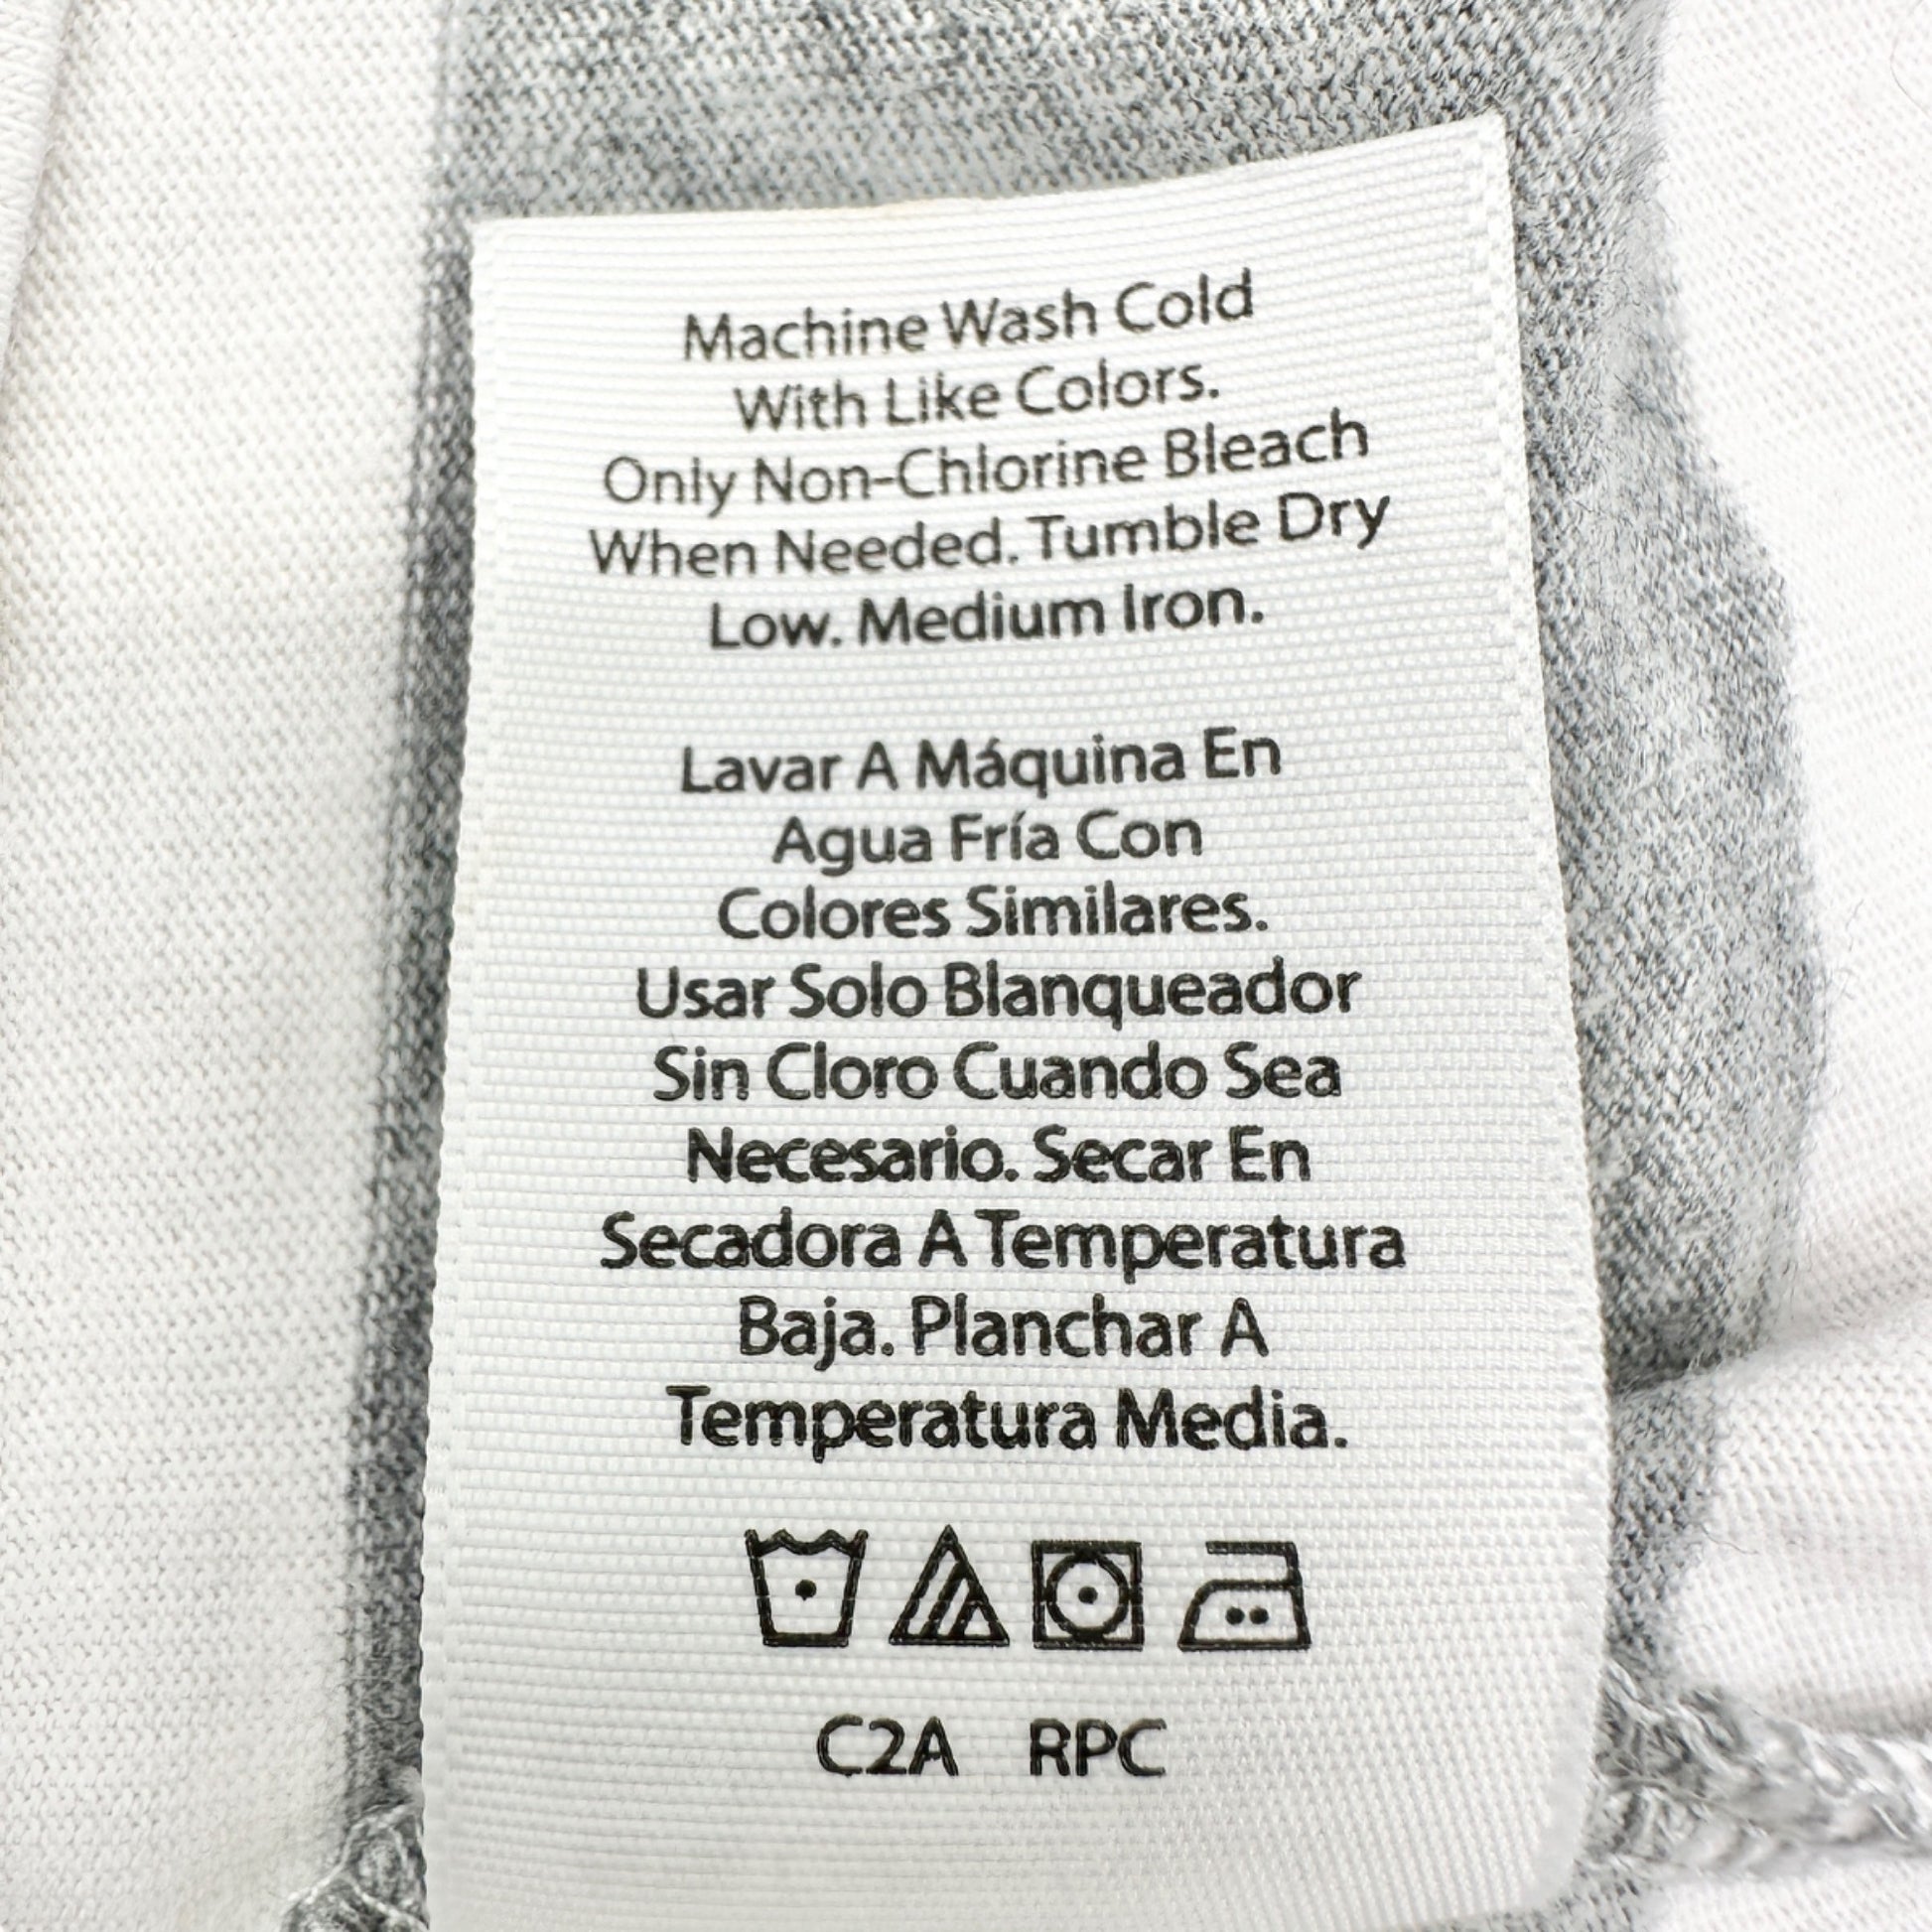 Machine Wash Cold
With Like Colors.
Only Non-Chlorine Bleach
When Needed. Tumble Dry
Low. Medium Iron.
Lavar A Máquina En
Agua Fría Con
Colores Similares.
Usar Solo Blanqueador
Sin Cloro Cuando Sea
Necesario. Secar En
Secadora A Temperatura
Baja. Planchar A
Temperatura Media.
C2A RPC